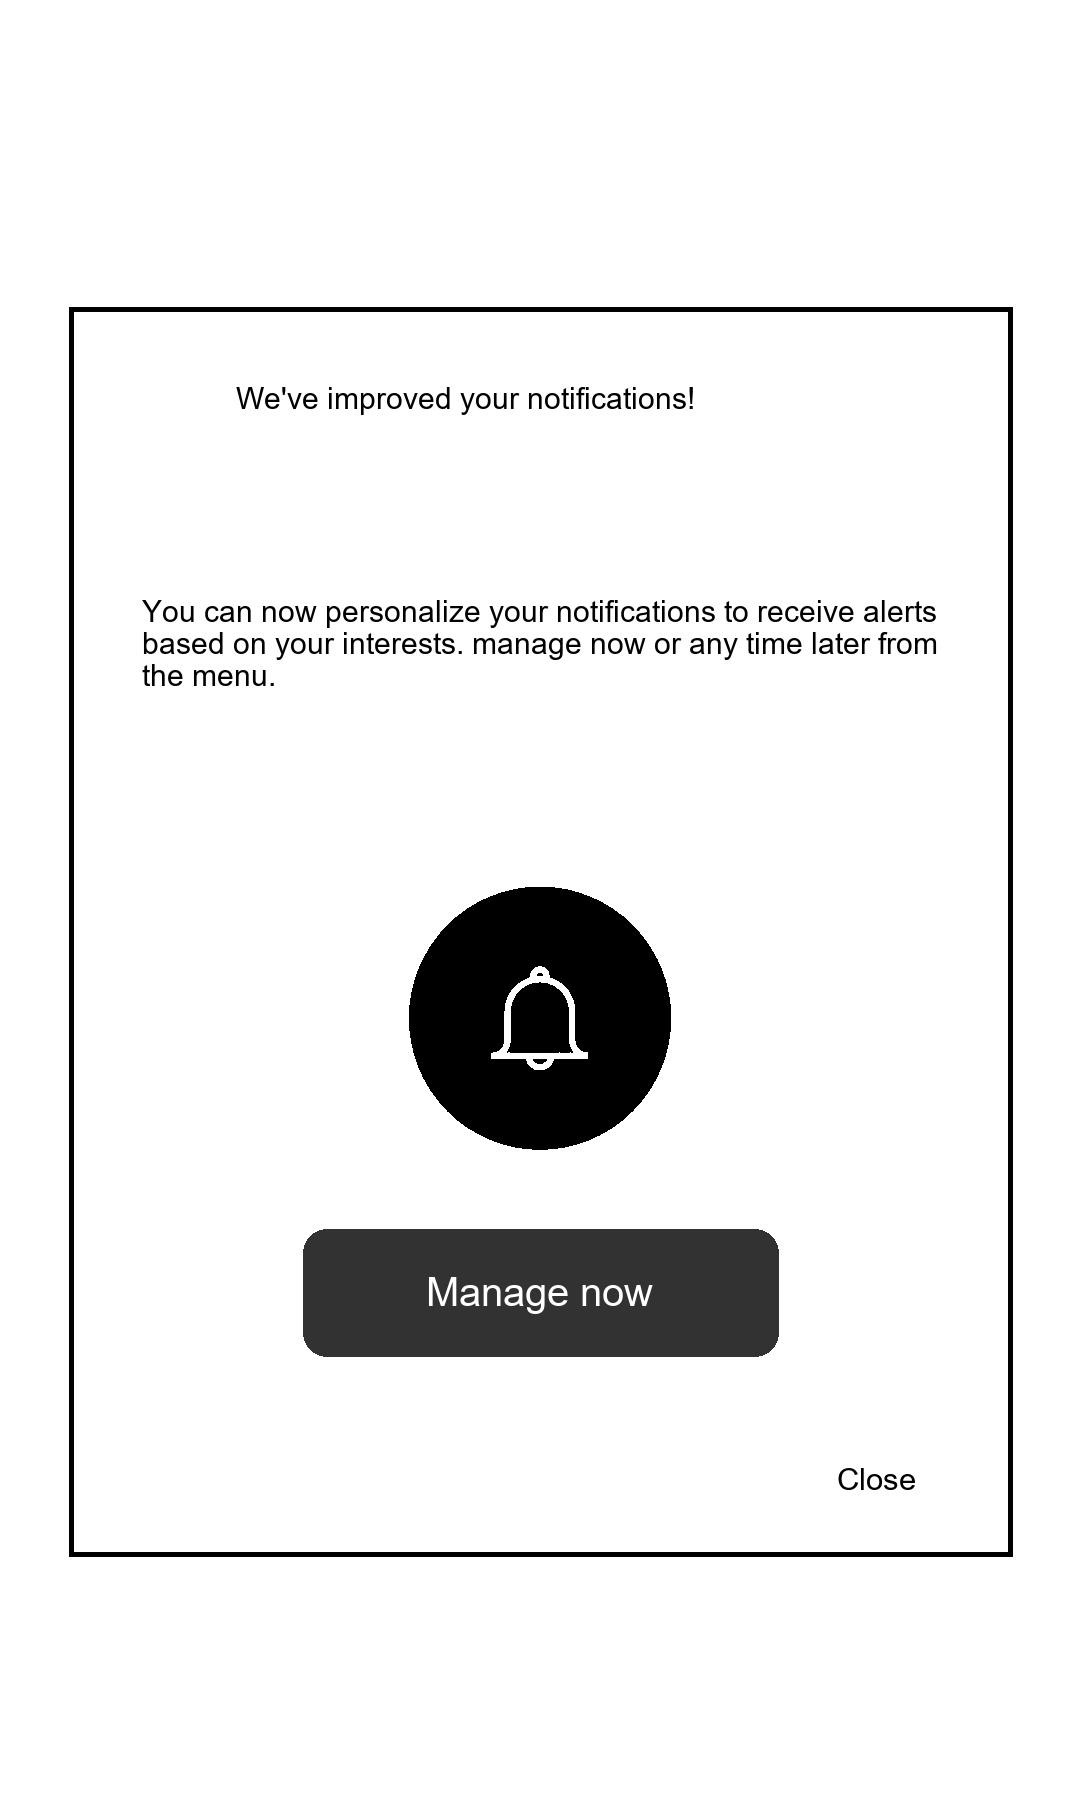 We've improved your notifications!
You can now personalize your notifications to receive alerts
based on your interests. manage now or any time later from
the menu.
Manage now
Close